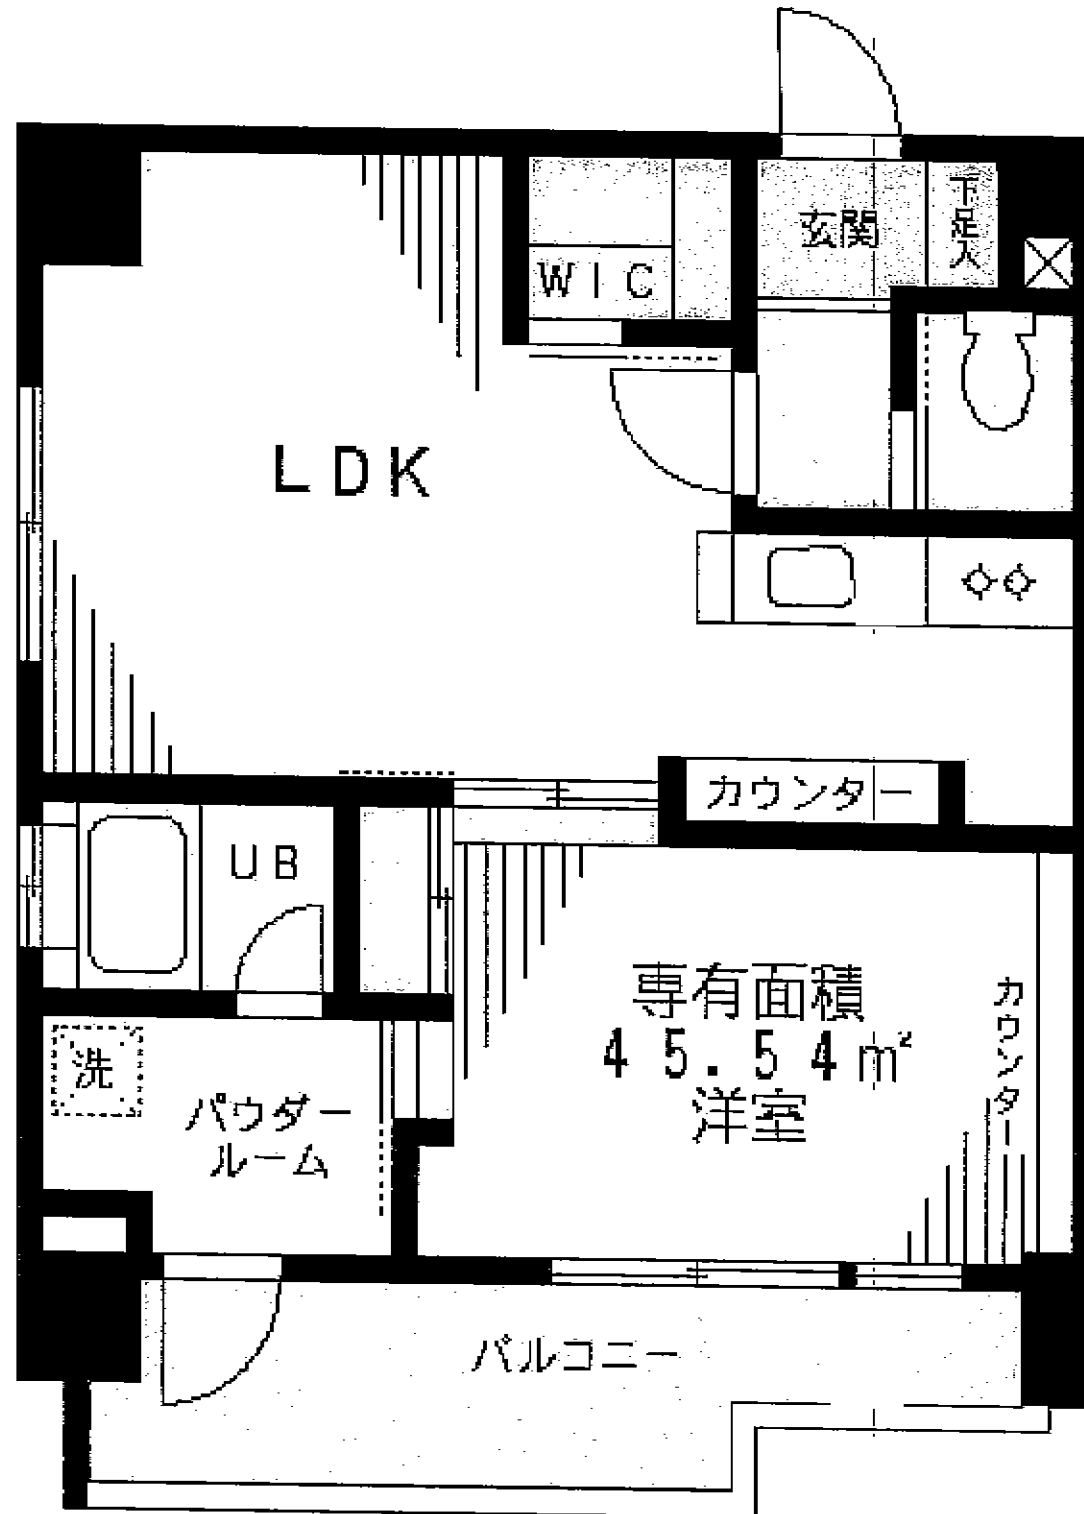 玄関
下足入
WIC
LDK
カウンター
UB
専有面積
45.54m²
洋室
カウンター
洗
パウダー
ルーム
バルコニー